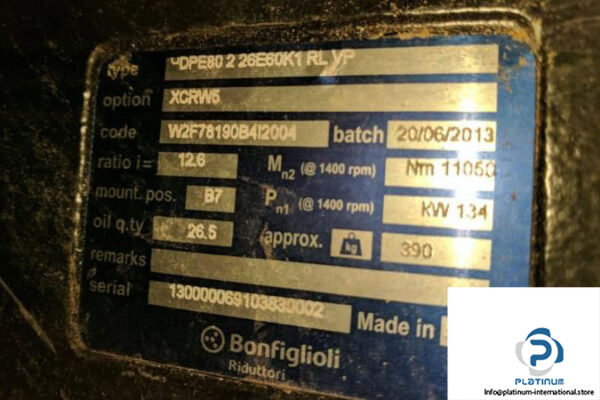 type DPE80 2 26E60K1 RL VP
option XCRW5
code W2F78190B4I2004 batch 20/06/2013
ratio i= 12.6 Mn2 (@ 1400 rpm) Nm 11050
mount. pos. B7 Pn1 (@ 1400 rpm) kW 134
oil q.ty 26.5 approx. kg 390
remarks
serial 130000069103830002
Made in
Bonfiglioli
Riduttori
PLATINUM
Info@platinum-international.store